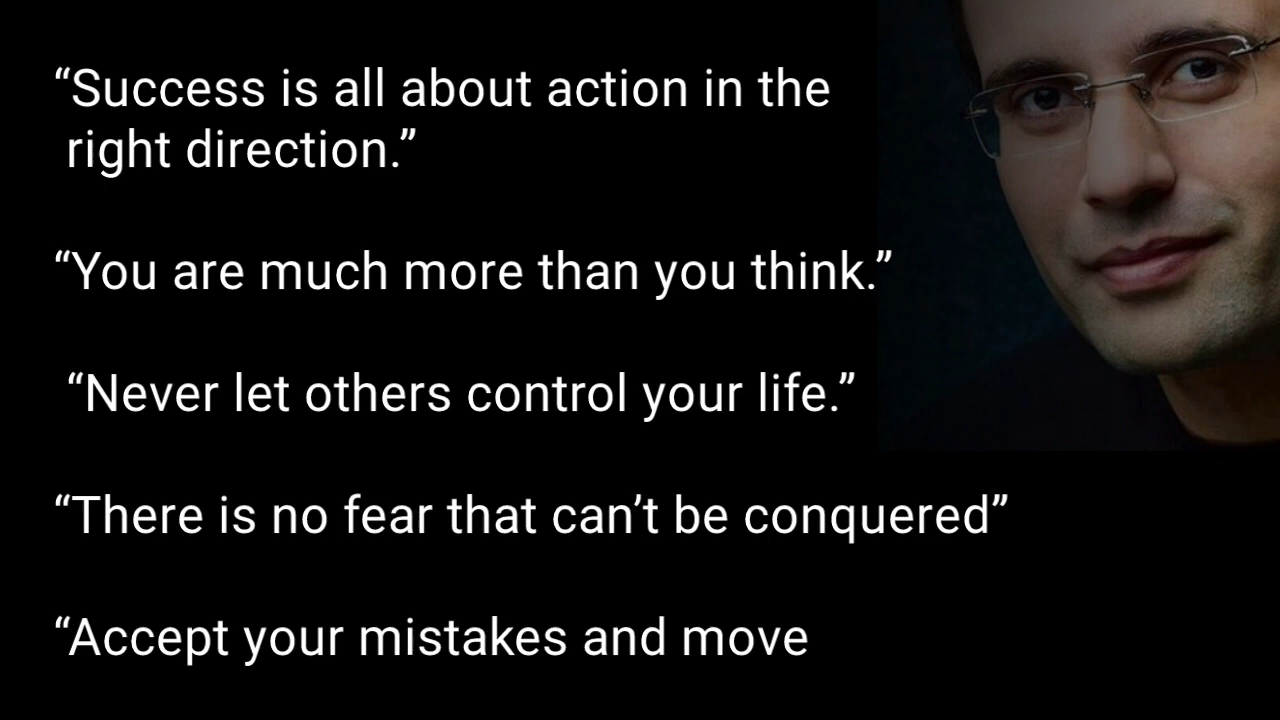 “Success is all about action in the
right direction.”
“You are much more than you think.”
“Never let others control your life.”
“There is no fear that can’t be conquered”
“Accept your mistakes and move